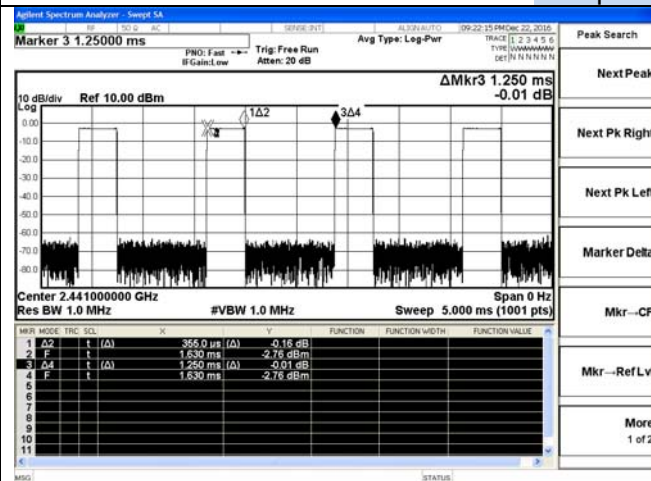 Agilent Spectrum Analyzer - Swept SA
RF 50 Ω AC SENSE:INT ALIGN AUTO 09:22:15 PM Dec 22, 2016
Marker 3 1.25000 ms
PNO: Fast Trig: Free Run Avg Type: Log-Pwr TRACE 1 2 3 4 5 6
IFGain:Low Atten: 20 dB TYPE WWWWWW
DET N N N N N N
Peak Search
ΔMkr3 1.250 ms
-0.01 dB
10 dB/div Ref 10.00 dBm
Log
0.00
-10.0
-20.0
-30.0
-40.0
-50.0
-60.0
-70.0
-80.0
1Δ2
3Δ4
Center 2.441000000 GHz Span 0 Hz
Res BW 1.0 MHz #VBW 1.0 MHz Sweep 5.000 ms (1001 pts)
MKR MODE TRC SCL X Y FUNCTION FUNCTION WIDTH FUNCTION VALUE
1 Δ2 t (Δ) 355.0 µs (Δ) -0.16 dB
2 F t 1.630 ms -2.76 dBm
3 Δ4 t (Δ) 1.250 ms (Δ) -0.01 dB
4 F t 1.630 ms -2.76 dBm
5
6
7
8
9
10
11
MSG STATUS
Next Peak
Next Pk Right
Next Pk Left
Marker Delta
Mkr→CF
Mkr→Ref Lvl
More
1 of 2